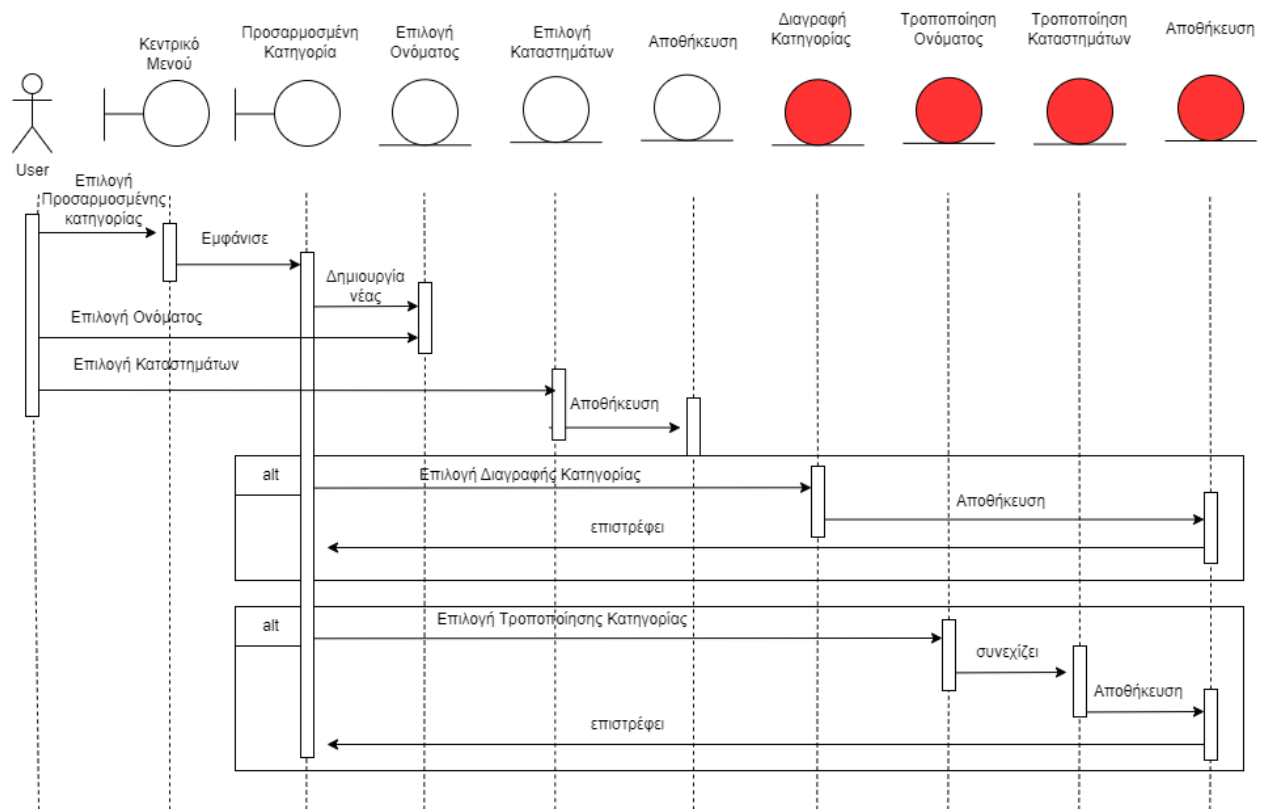 Κεντρικό
Μενού
Προσαρμοσμένη
Κατηγορία
Επιλογή
Ονόματος
Επιλογή
Καταστημάτων
Αποθήκευση
Διαγραφή
Κατηγορίας
Τροποποίηση
Ονόματος
Τροποποίηση
Καταστημάτων
Αποθήκευση
User
Επιλογή
Προσαρμοσμένης
κατηγορίας
Εμφάνισε
Δημιουργία
νέας
Επιλογή Ονόματος
Επιλογή Καταστημάτων
Αποθήκευση
alt
Επιλογή Διαγραφής Κατηγορίας
Αποθήκευση
επιστρέφει
alt
Επιλογή Τροποποίησης Κατηγορίας
συνεχίζει
Αποθήκευση
επιστρέφει